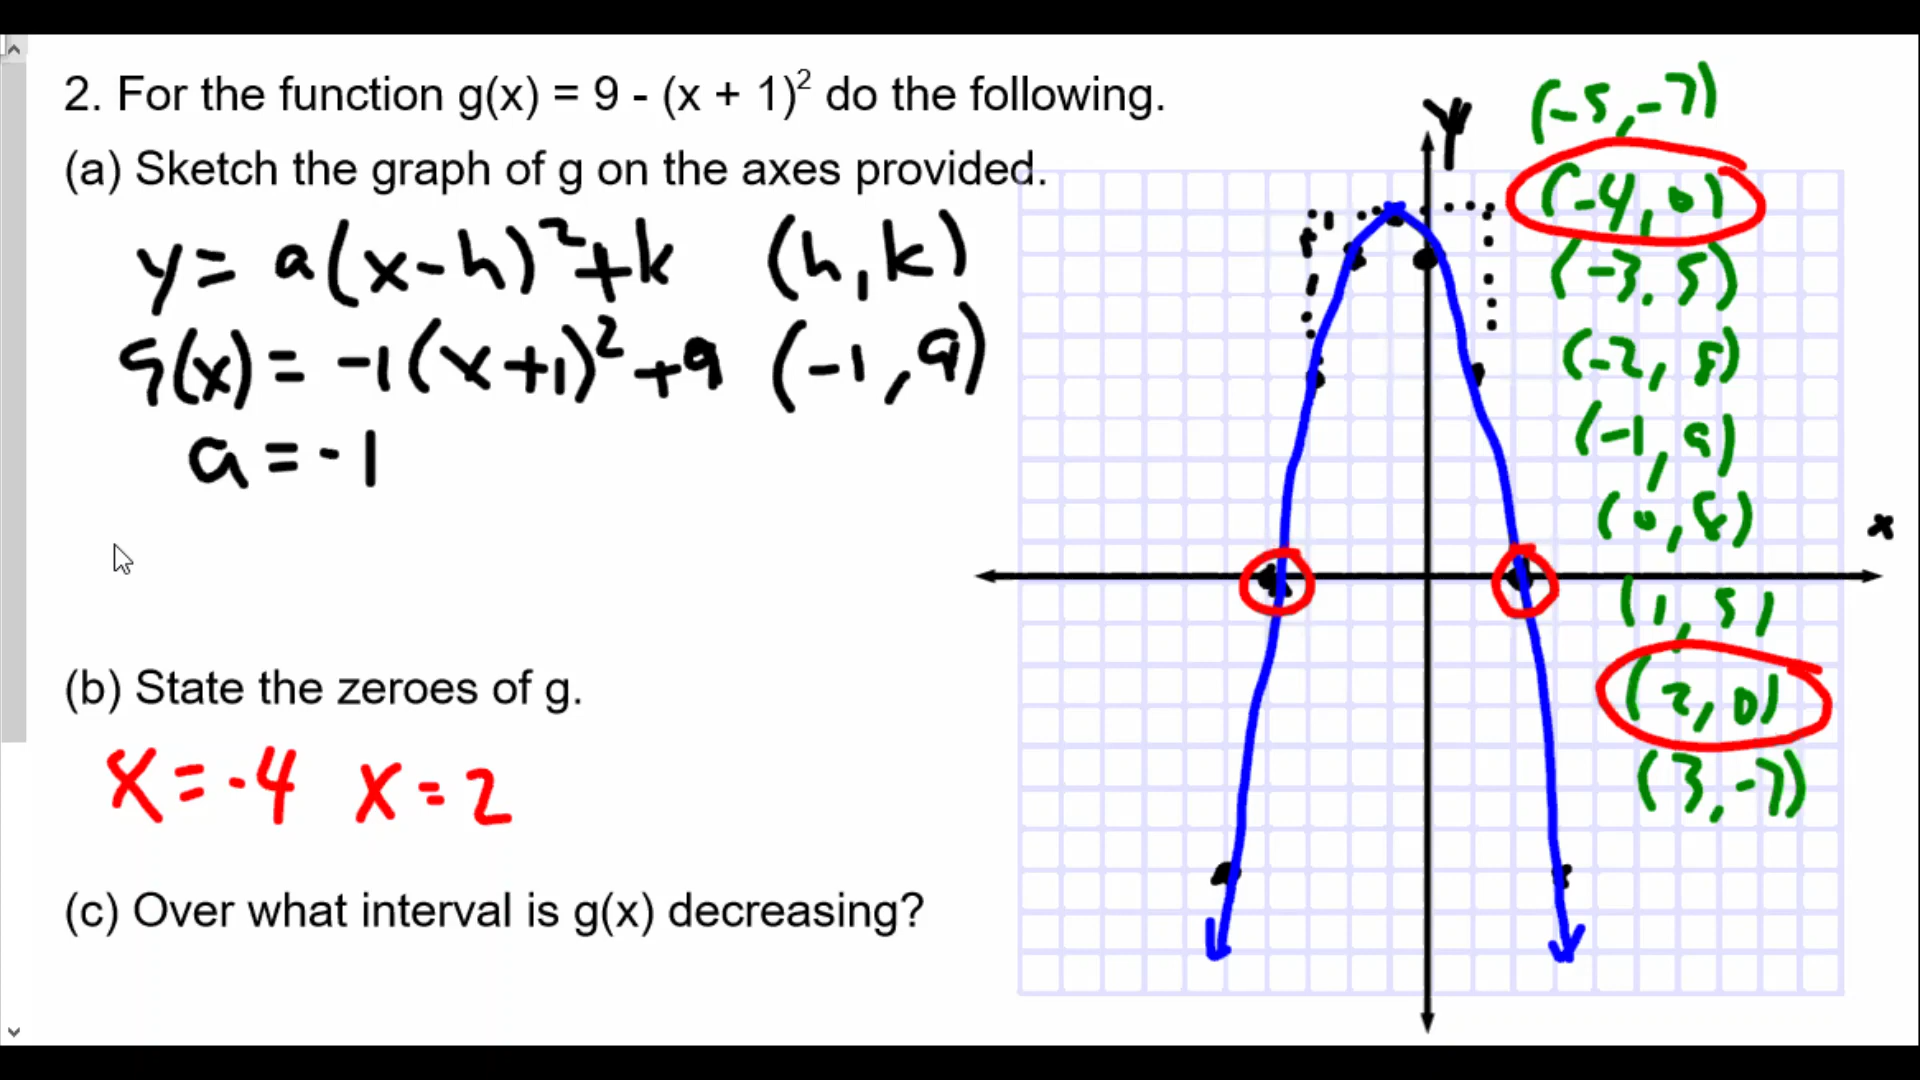 2. For the function g(x) = 9 - (x + 1)² do the following.
(a) Sketch the graph of g on the axes provided.
y = a(x-h)²+k (h,k)
g(x) = -1(x+1)²+9 (-1,9)
a = -1
(b) State the zeroes of g.
x = -4 x = 2
(c) Over what interval is g(x) decreasing?
y
(-5,-7)
(-4,0)
(-3,5)
(-2,8)
(-1,9)
(0,8)
x
(1,5)
(2,0)
(3,-7)